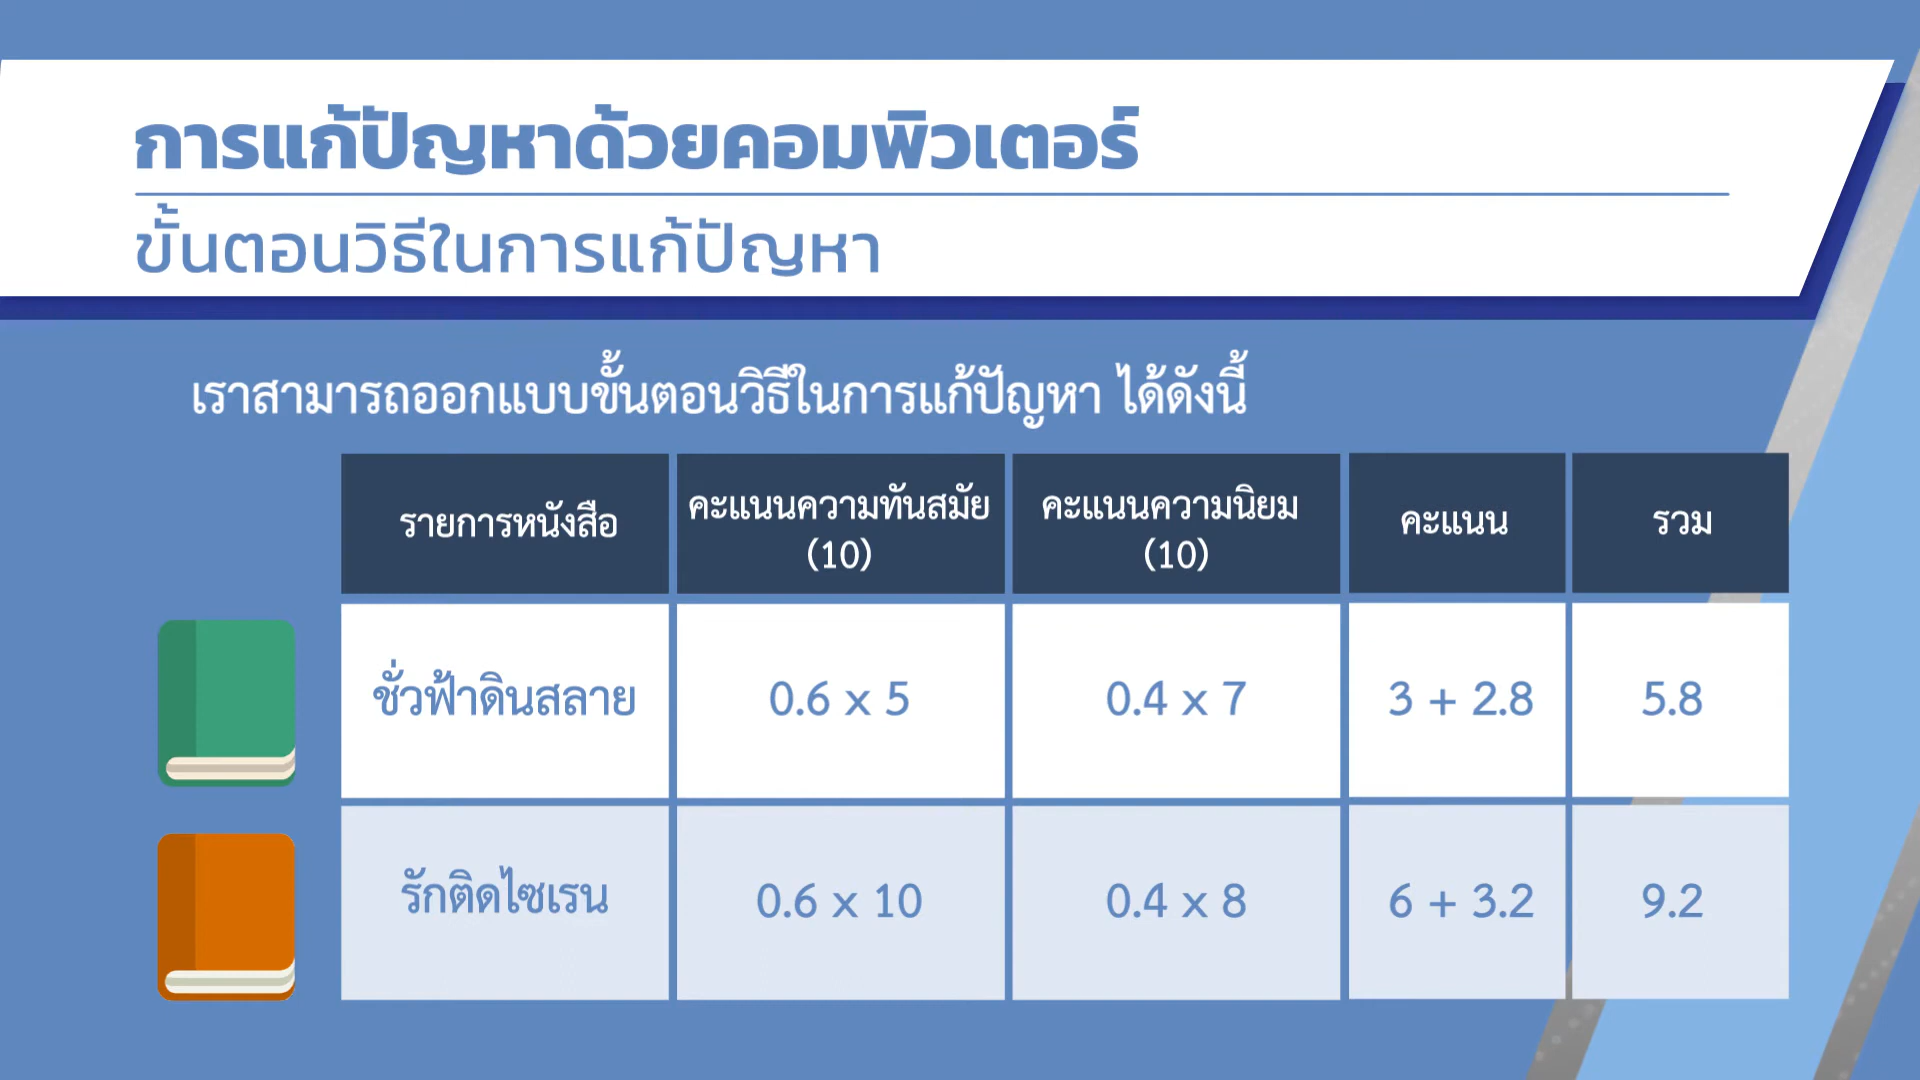 การแก้ปัญหาด้วยคอมพิวเตอร์
ขั้นตอนวิธีในการแก้ปัญหา
เราสามารถออกแบบขั้นตอนวิธีในการแก้ปัญหา ได้ดังนี้
รายการหนังสือ คะแนนความทันสมัย (10) คะแนนความนิยม (10) คะแนน รวม
ชั่วฟ้าดินสลาย 0.6 x 5 0.4 x 7 3 + 2.8 5.8
รักติดไซเรน 0.6 x 10 0.4 x 8 6 + 3.2 9.2